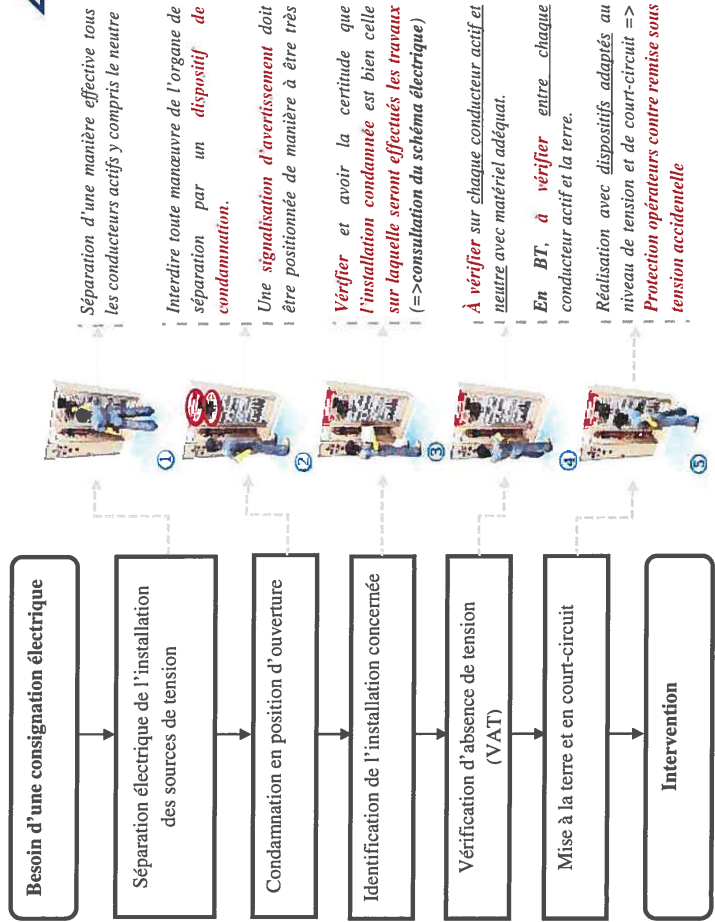 Besoin d'une consignation électrique
Séparation électrique de l'installation
des sources de tension
Condamnation en position d'ouverture
Identification de l'installation concernée
Vérification d'absence de tension
(VAT)
Mise à la terre et en court-circuit
Intervention
①
②
③
④
⑤
Séparation d'une manière effective tous
les conducteurs actifs y compris le neutre
Interdire toute manœuvre de l'organe de
séparation par un dispositif de
condamnation.
Une signalisation d'avertissement doit
être positionnée de manière à être très
Vérifier et avoir la certitude que
l'installation condamnée est bien celle
sur laquelle seront effectués les travaux
(=>consultation du schéma électrique)
À vérifier sur chaque conducteur actif et
neutre avec matériel adéquat.
En BT, à vérifier entre chaque
conducteur actif et la terre.
Réalisation avec dispositifs adaptés au
niveau de tension et de court-circuit =>
Protection opérateurs contre remise sous
tension accidentelle